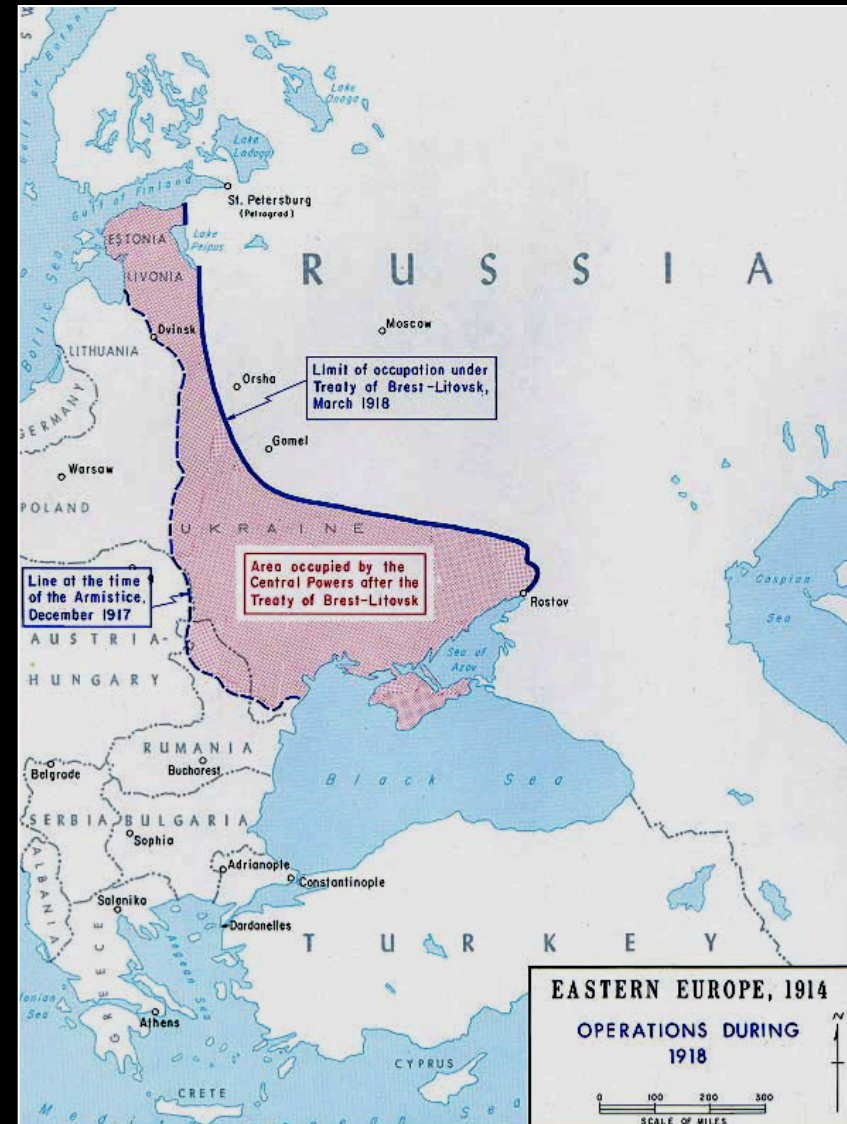 Lake
Onega
Lake
Ladoga
Gulf of Finland
St. Petersburg
(Petrograd)
ESTONIA
Lake
Peipus
LIVONIA
RUSSIA
Baltic Sea
Dvinsk
Moscow
LITHUANIA
Limit of occupation under
Treaty of Brest-Litovsk,
March 1918
Orsha
GERMANY
Gomel
Warsaw
POLAND
UKRAINE
Area occupied by the
Central Powers after the
Treaty of Brest-Litovsk
Line at the time
of the Armistice,
December 1917
Caspian
Sea
Rostov
AUSTRIA-
HUNGARY
Sea of
Azov
RUMANIA
Belgrade
Bucharest
Black Sea
SERBIA
BULGARIA
Sophia
ALBANIA
Adrianople
Constantinople
Salonika
Dardanelles
GREECE
Aegean
Sea
TURKEY
Sea
Athens
CYPRUS
CRETE
Sea
EASTERN EUROPE, 1914
OPERATIONS DURING
1918
N
0 100 200 300
SCALE OF MILES